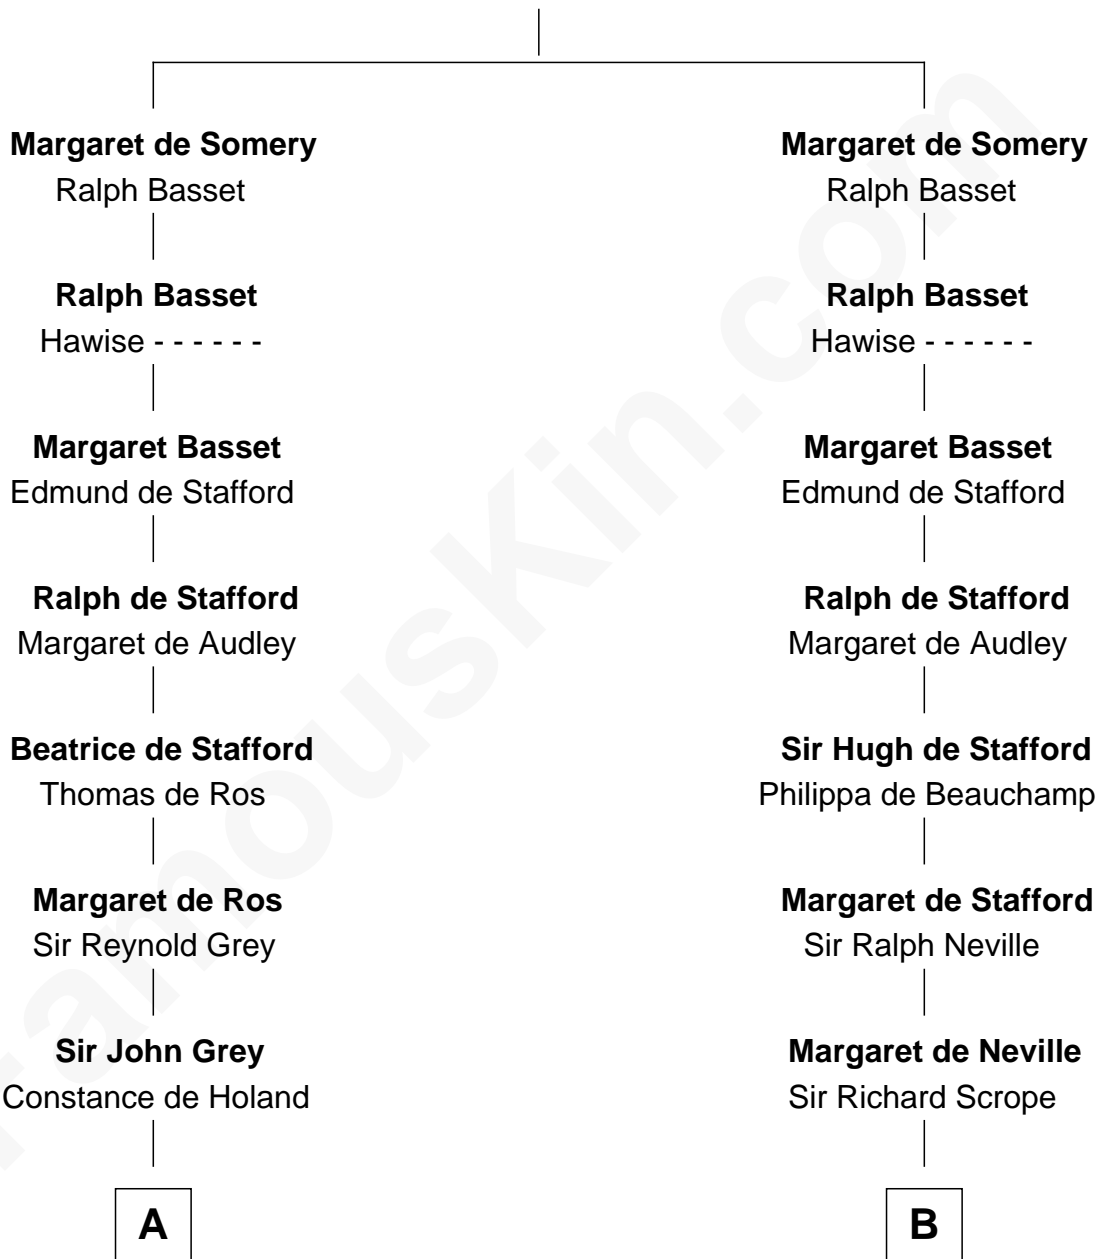 Margaret de Somery
Ralph Basset
Ralph Basset
Hawise - - - - - -
Margaret Basset
Edmund de Stafford
Ralph de Stafford
Margaret de Audley
Beatrice de Stafford
Thomas de Ros
Margaret de Ros
Sir Reynold Grey
Sir John Grey
Constance de Holand
A
Margaret de Somery
Ralph Basset
Ralph Basset
Hawise - - - - - -
Margaret Basset
Edmund de Stafford
Ralph de Stafford
Margaret de Audley
Sir Hugh de Stafford
Philippa de Beauchamp
Margaret de Stafford
Sir Ralph Neville
Margaret de Neville
Sir Richard Scrope
B
FamousKin.com